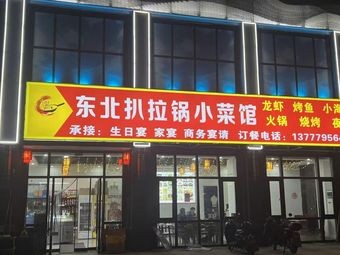 东北扒拉锅小菜馆
龙虾 烤鱼 小海
火锅 烧烤 夜
承接：生日宴 家宴 商务宴请 订餐电话：13777956